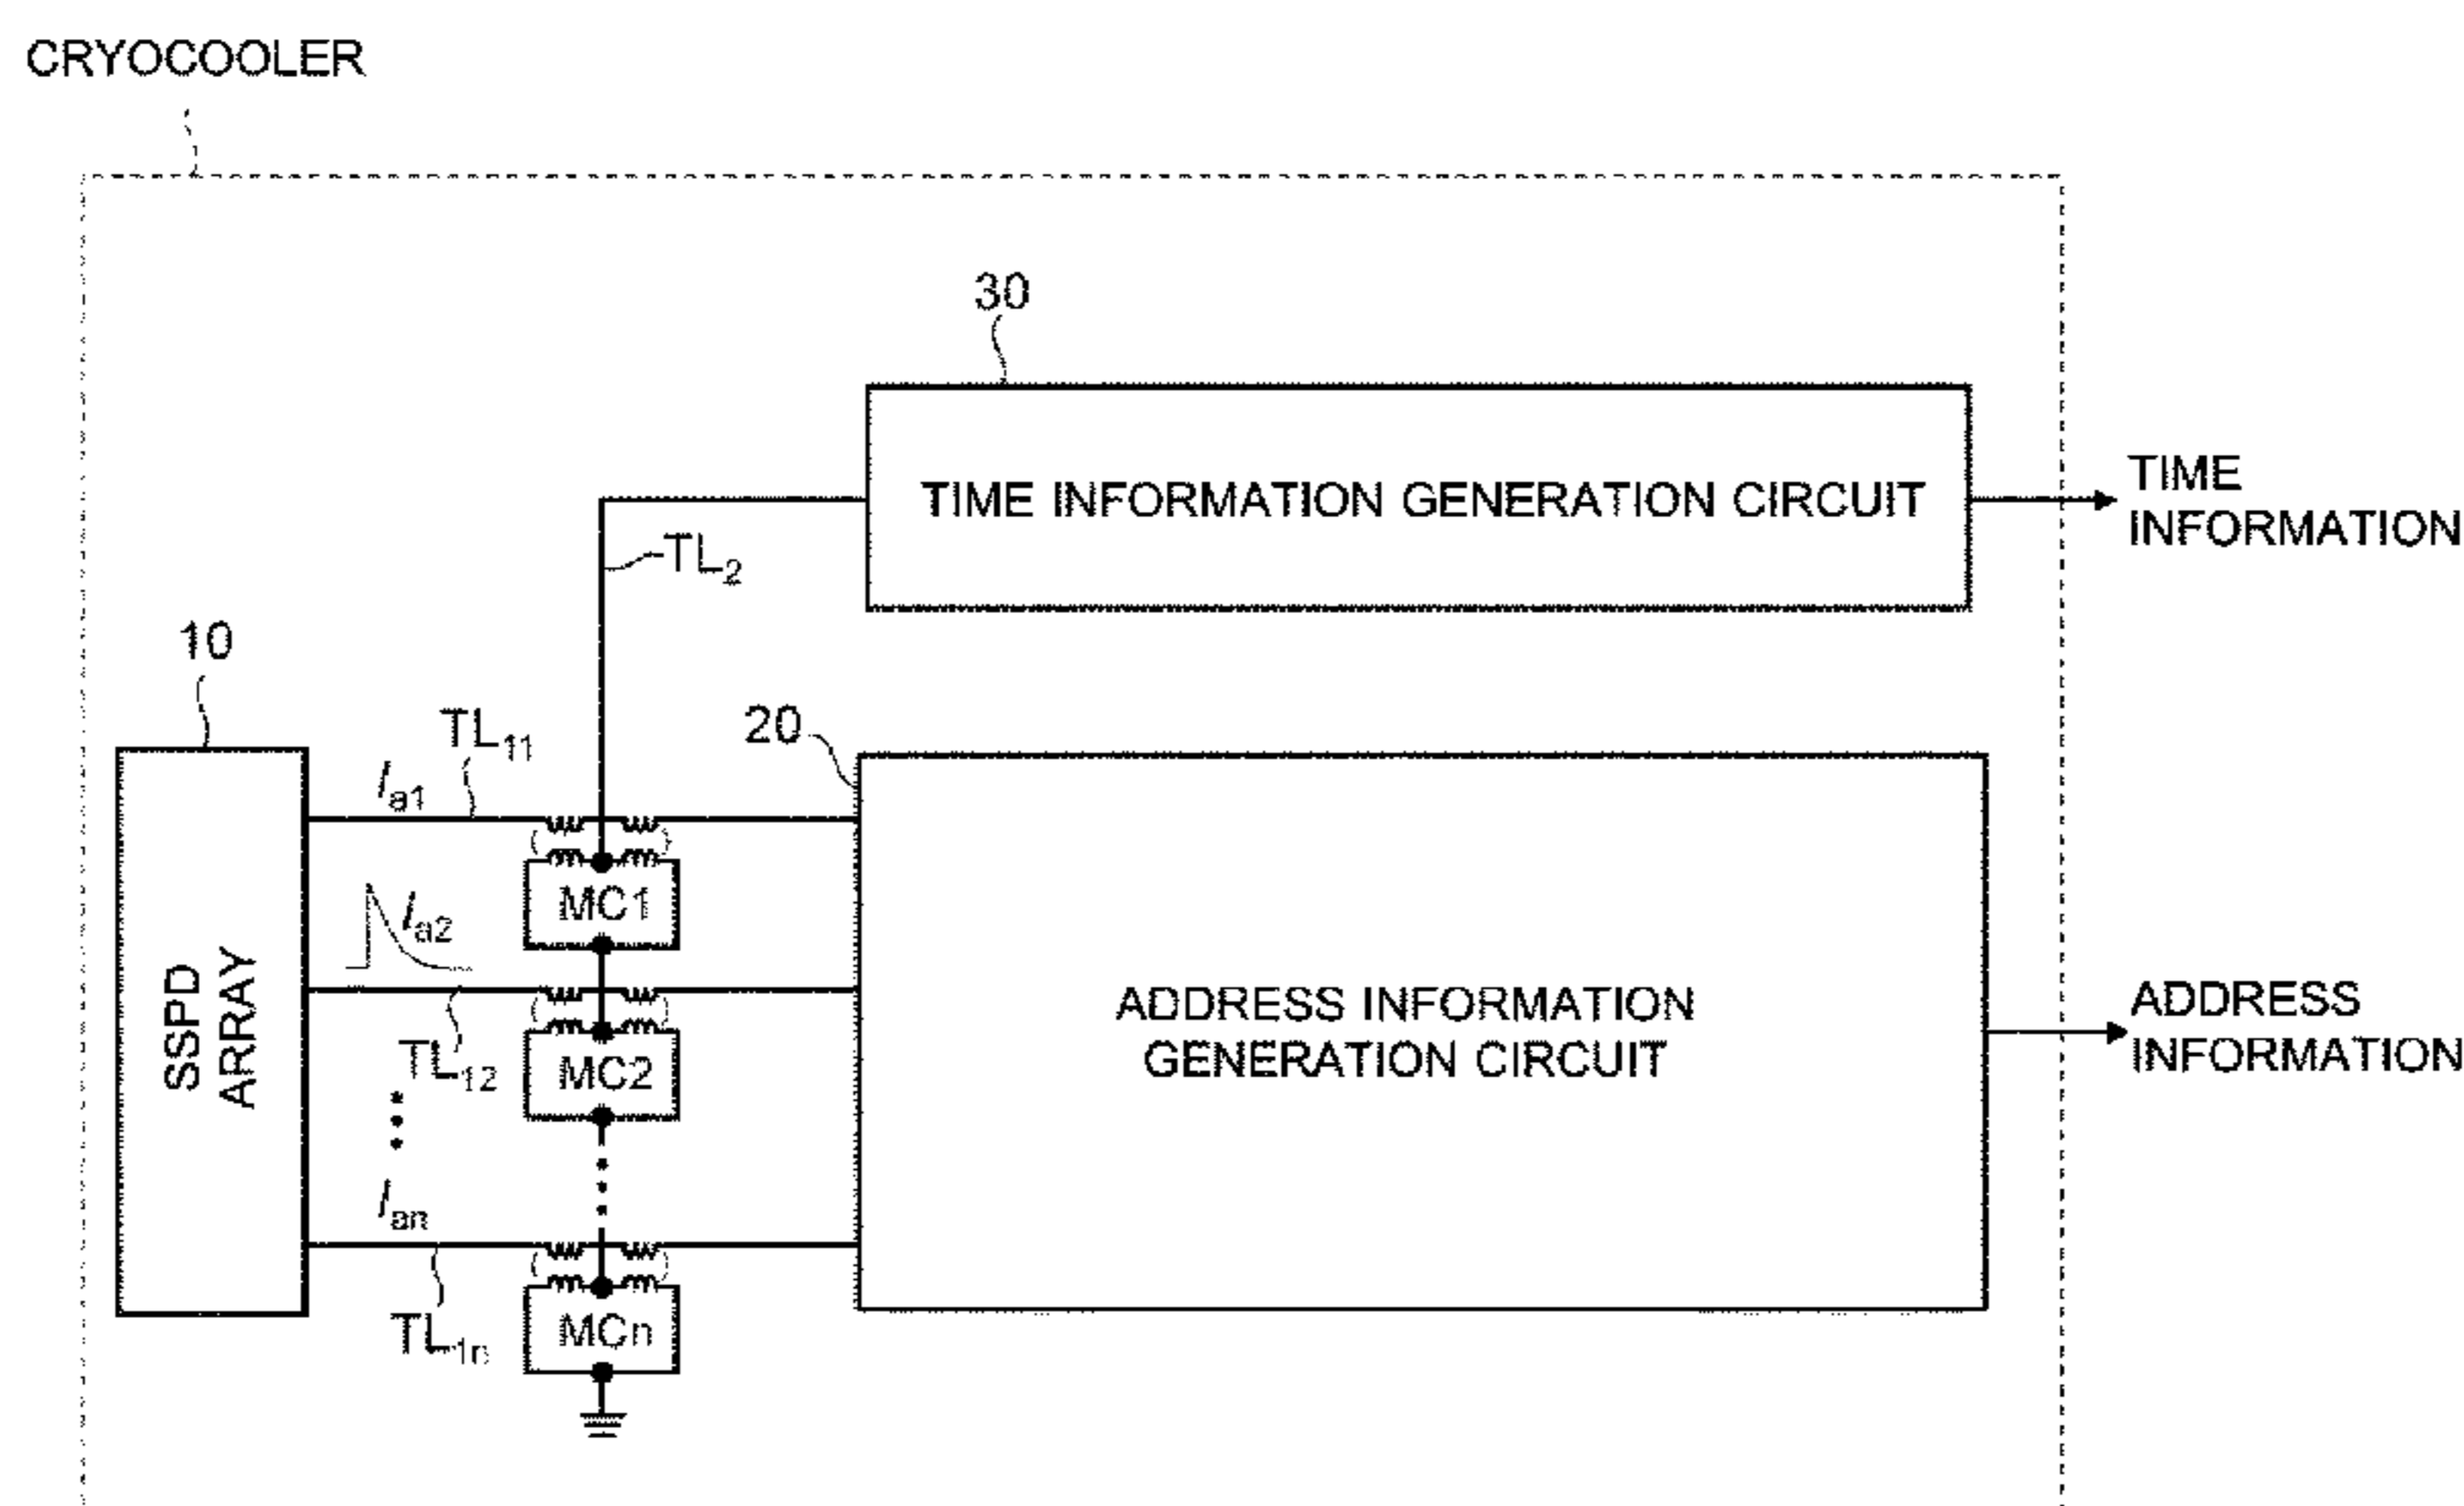 CRYOCOOLER
30
TIME INFORMATION GENERATION CIRCUIT
TIME
INFORMATION
TL2
10
TL11
20
Ia1
MC1
Ia2
SSPD
ARRAY
ADDRESS INFORMATION
GENERATION CIRCUIT
ADDRESS
INFORMATION
TL12
MC2
Ian
TL1n
MCn